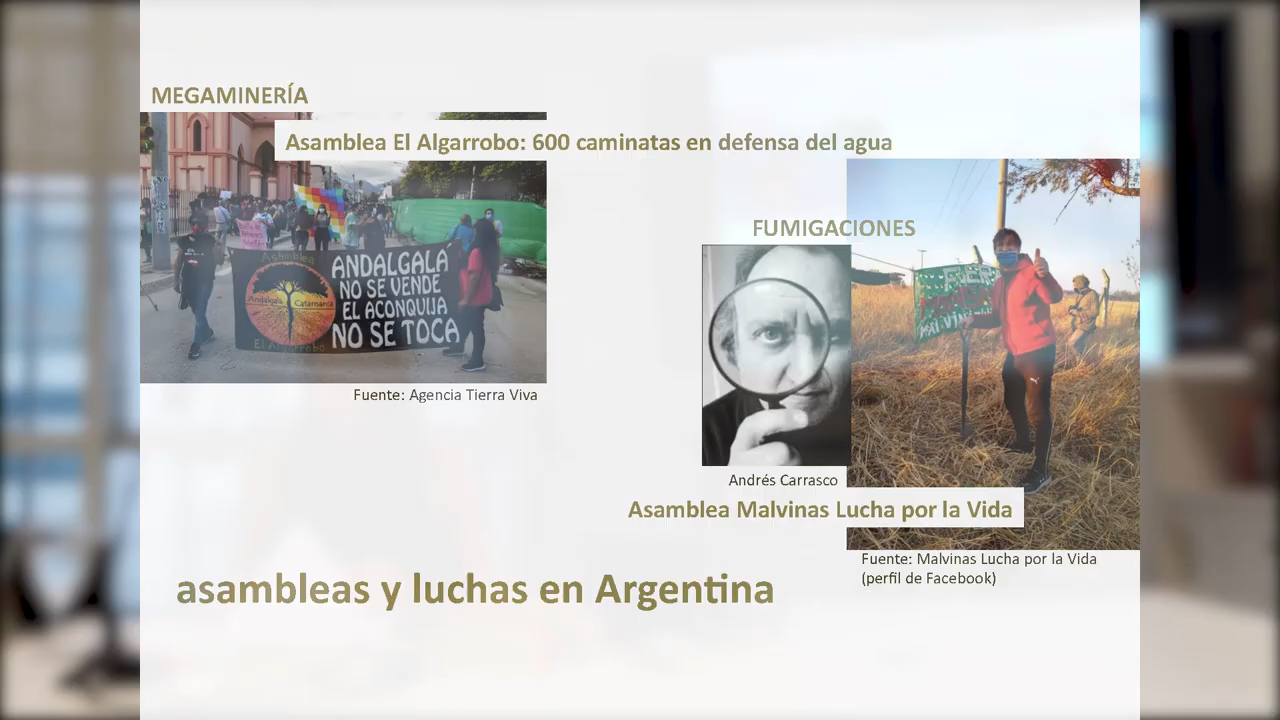 MEGAMINERÍA
Asamblea El Algarrobo: 600 caminatas en defensa del agua
Asamblea
Andalgala Catamarca
El Algarrobo
ANDALGALA
NO SE VENDE
EL ACONQUIJA
NO SE TOCA
Fuente: Agencia Tierra Viva
FUMIGACIONES
Andrés Carrasco
Asamblea Malvinas Lucha por la Vida
Fuente: Malvinas Lucha por la Vida
(perfil de Facebook)
asambleas y luchas en Argentina